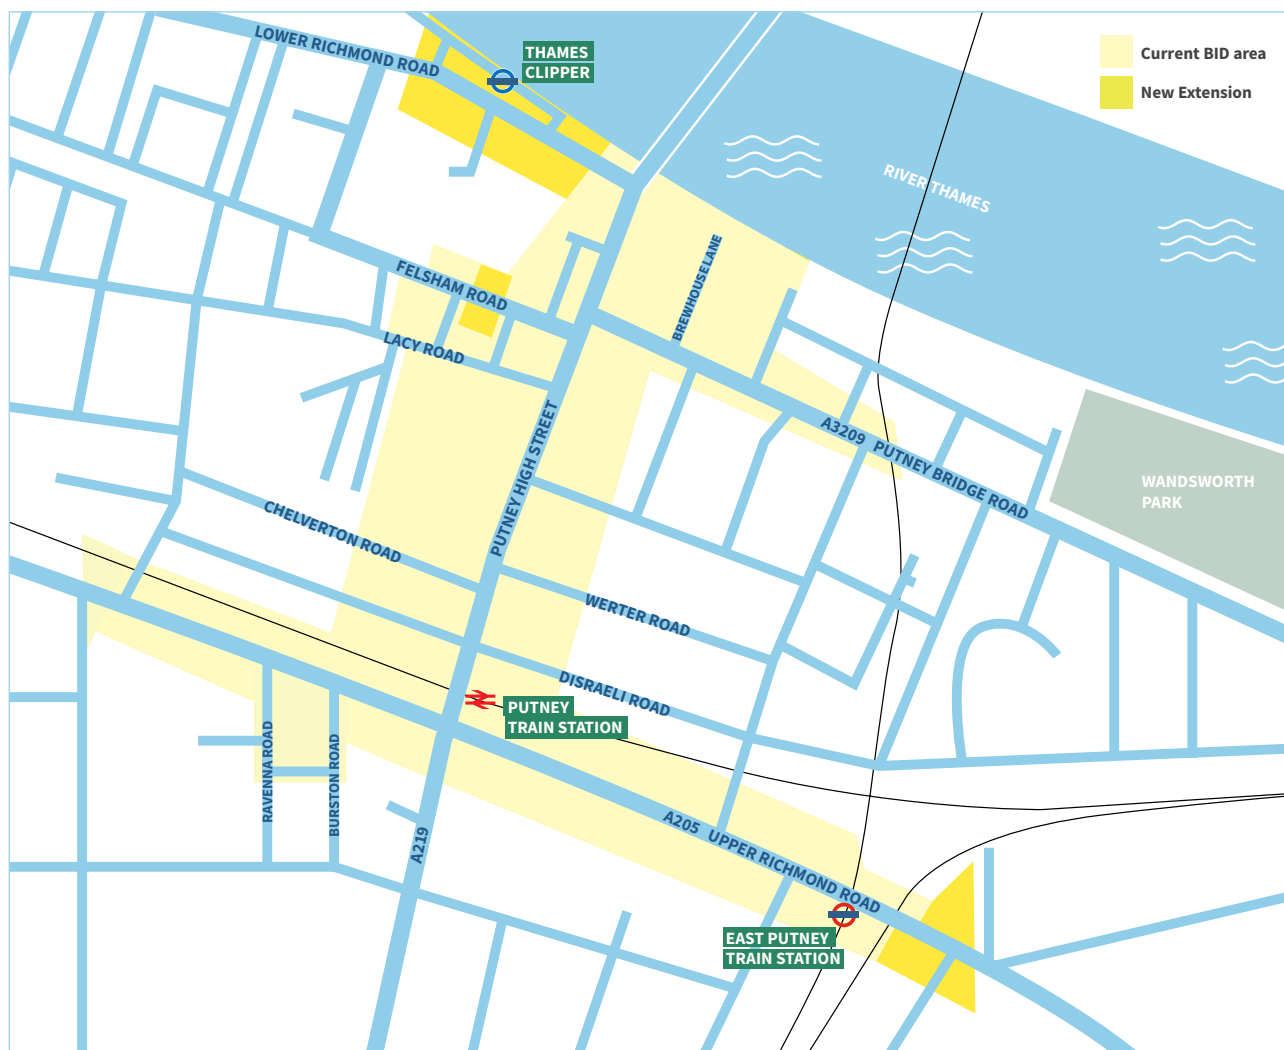 LOWER RICHMOND ROAD
THAMES
CLIPPER
Current BID area
New Extension
RIVER THAMES
BREWHOUSELANE
FELSHAM ROAD
LACY ROAD
PUTNEY HIGH STREET
A3209 PUTNEY BRIDGE ROAD
WANDSWORTH
PARK
CHELVERTON ROAD
WERTER ROAD
DISRAELI ROAD
PUTNEY
TRAIN STATION
RAVENNA ROAD
BURSTON ROAD
A219
A205 UPPER RICHMOND ROAD
EAST PUTNEY
TRAIN STATION